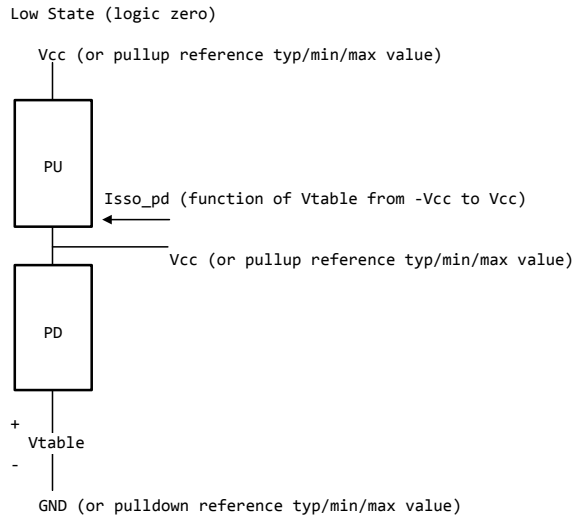 Low State (logic zero)
Vcc (or pullup reference typ/min/max value)
PU
Isso_pd (function of Vtable from -Vcc to Vcc)
Vcc (or pullup reference typ/min/max value)
PD
+
Vtable
-
GND (or pulldown reference typ/min/max value)